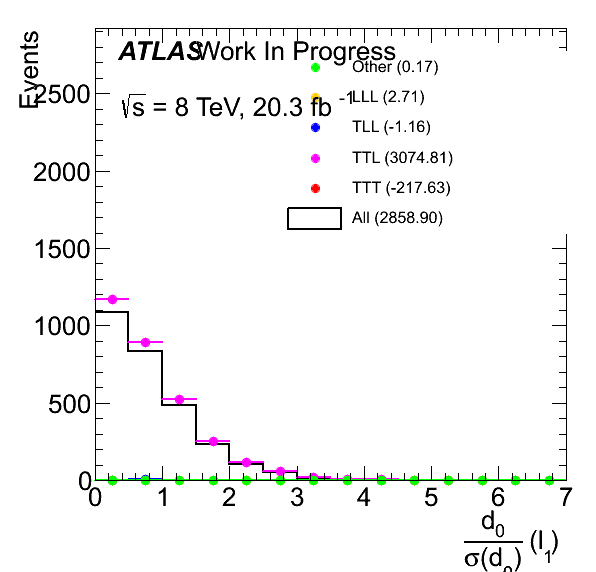 ATLAS Work In Progress
√s = 8 TeV, 20.3 fb -1
Other (0.17)
LLL (2.71)
TLL (-1.16)
TTL (3074.81)
TTT (-217.63)
All (2858.90)
Events
2500
2000
1500
1000
500
0
0 1 2 3 4 5 6 7
d0
σ(d0) (l1)